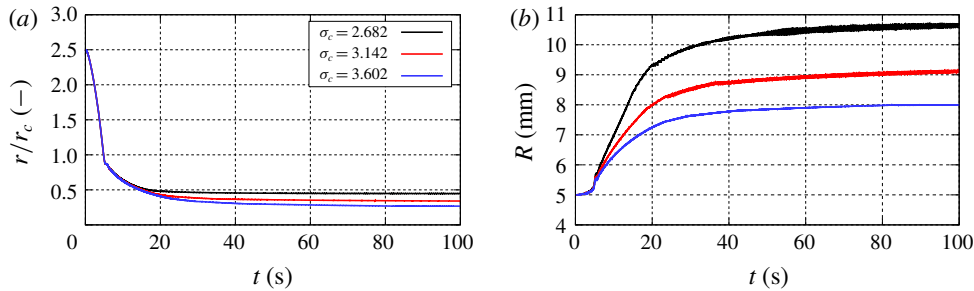 (a)
3.0
2.5
2.0
1.5
1.0
0.5
r/r_c (–)
σ_c = 2.682
σ_c = 3.142
σ_c = 3.602
0 20 40 60 80 100
t (s)
(b)
11
10
9
8
7
6
5
4
R (mm)
0 20 40 60 80 100
t (s)